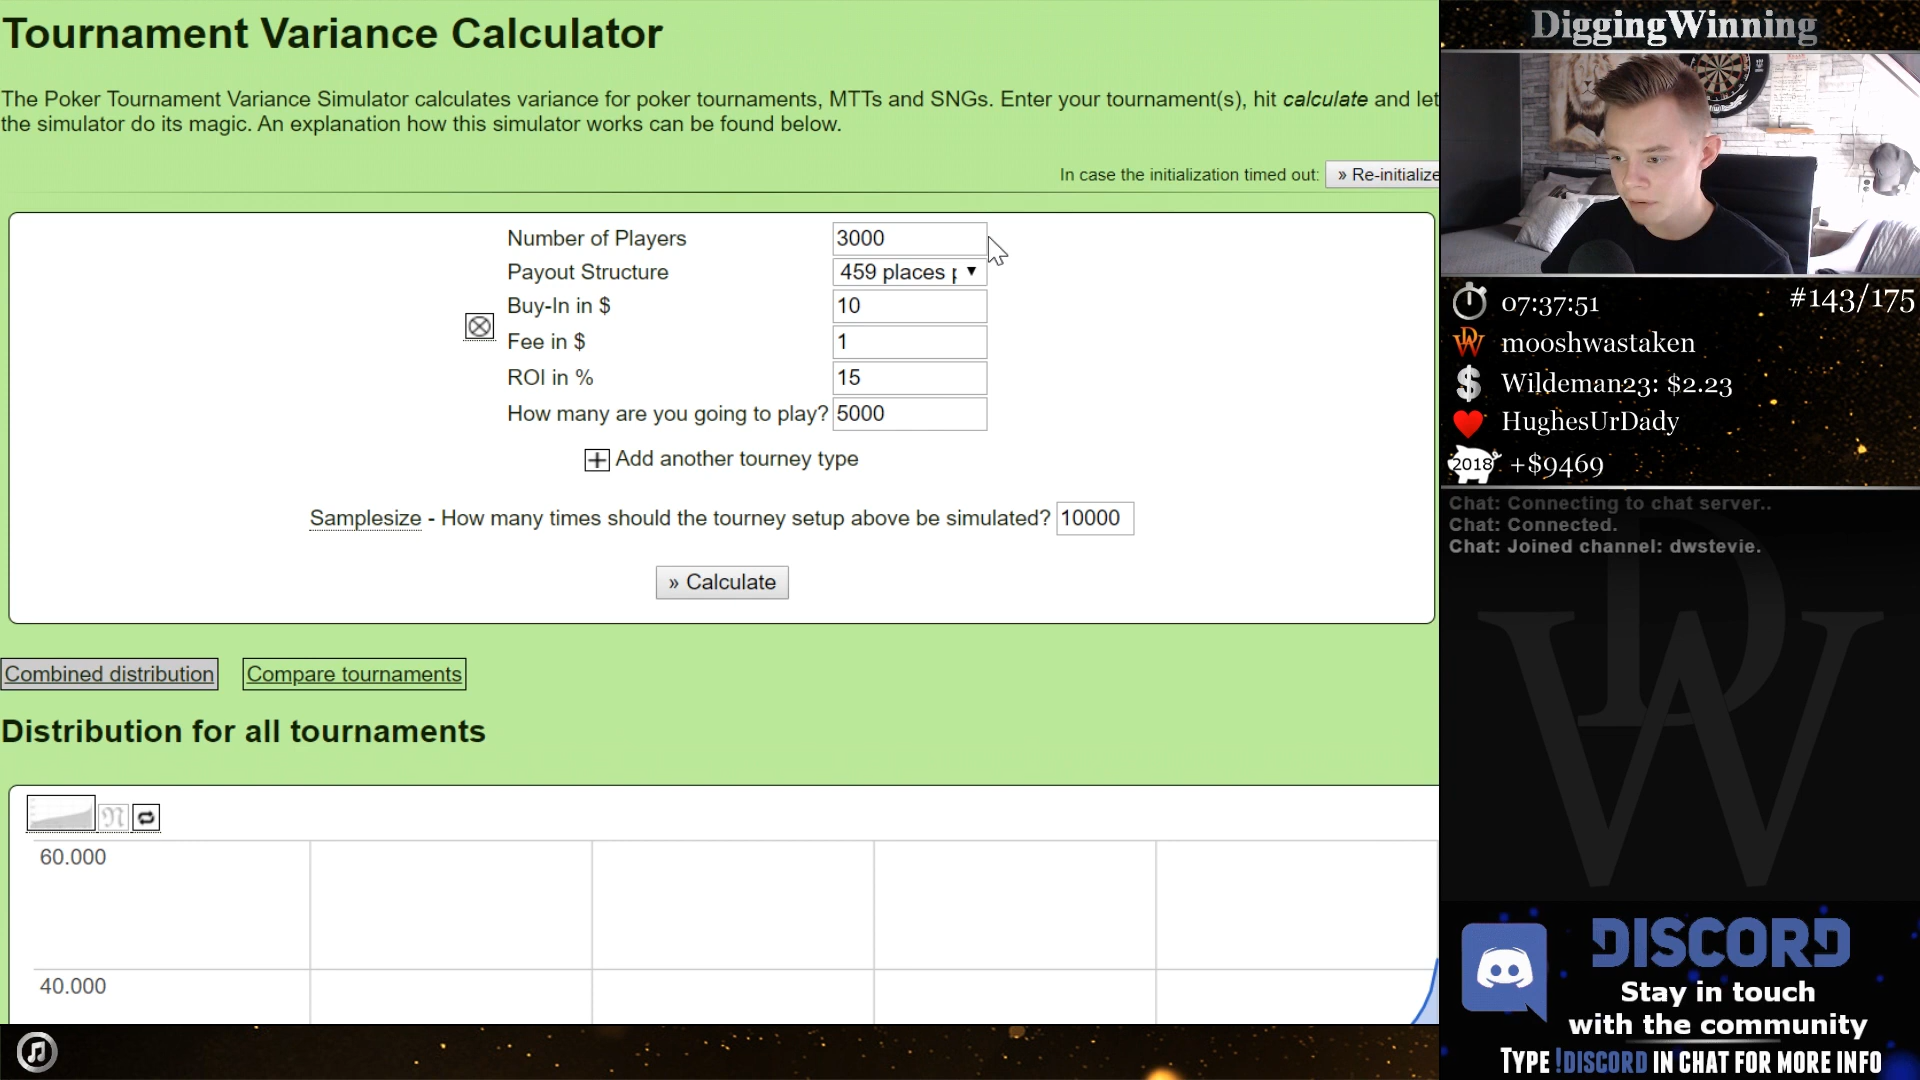 Tournament Variance Calculator
The Poker Tournament Variance Simulator calculates variance for poker tournaments, MTTs and SNGs. Enter your tournament(s), hit calculate and let
the simulator do its magic. An explanation how this simulator works can be found below.
In case the initialization timed out: » Re-initialize
Number of Players 3000
Payout Structure 459 places p
Buy-In in $ 10
Fee in $ 1
ROI in % 15
How many are you going to play? 5000
Add another tourney type
Samplesize - How many times should the tourney setup above be simulated? 10000
» Calculate
Combined distribution Compare tournaments
Distribution for all tournaments
60.000
40.000
DiggingWinning
07:37:51 #143/175
mooshwastaken
Wildeman23: $2.23
HughesUrDady
2018 +$9469
Chat: Connecting to chat server..
Chat: Connected.
Chat: Joined channel: dwstevie.
DW
DISCORD
Stay in touch
with the community
TYPE !DISCORD IN CHAT FOR MORE INFO